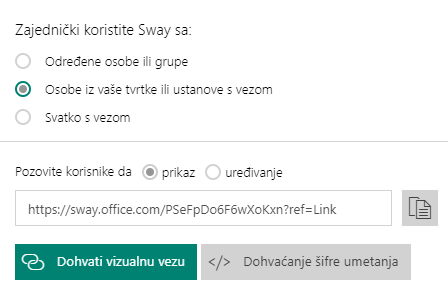 Zajednički koristite Sway sa:
Određene osobe ili grupe
Osobe iz vaše tvrtke ili ustanove s vezom
Svatko s vezom
Pozovite korisnike da prikaz uređivanje
https://sway.office.com/PSeFpDo6F6wXoKxn?ref=Link
Dohvati vizualnu vezu </> Dohvaćanje šifre umetanja